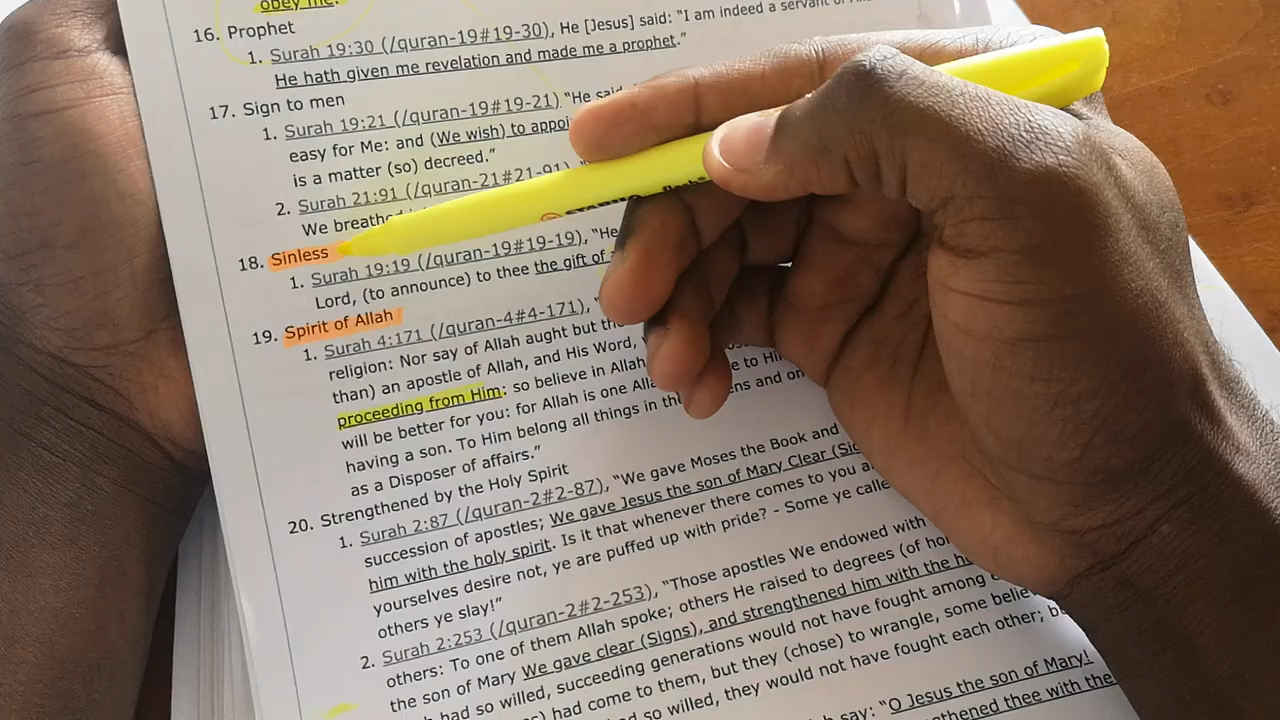 obey me."
16. Prophet
1. Surah 19:30 (/quran-19#19-30), He [Jesus] said: "I am indeed a servant of
He hath given me revelation and made me a prophet."
17. Sign to men
1. Surah 19:21 (/quran-19#19-21) "He said
easy for Me: and (We wish) to appoi
is a matter (so) decreed."
2. Surah 21:91 (/quran-21#21-91)
We breathed
18. Sinless
1. Surah 19:19 (/quran-19#19-19), "He
Lord, (to announce) to thee the gift of
19. Spirit of Allah
1. Surah 4:171 (/quran-4#4-171), "
religion: Nor say of Allah aught but the
than) an apostle of Allah, and His Word,
proceeding from Him: so believe in Allah to Hi
will be better for you: for Allah is one Alla
having a son. To Him belong all things in th ens and on
as a Disposer of affairs."
20. Strengthened by the Holy Spirit
1. Surah 2:87 (/quran-2#2-87), "We gave Moses the Book and
succession of apostles; We gave Jesus the son of Mary Clear (Sig
him with the holy spirit. Is it that whenever there comes to you a
yourselves desire not, ye are puffed up with pride? - Some ye calle
others ye slay!"
2. Surah 2:253 (/quran-2#2-253), "Those apostles We endowed with
others: To one of them Allah spoke; others He raised to degrees (of ho
the son of Mary We gave clear (Signs), and strengthened him with the h
had so willed, succeeding generations would not have fought among
had come to them, but they (chose) to wrangle, some believ
so willed, they would not have fought each other; b
say: "O Jesus the son of Mary!
thened thee with the